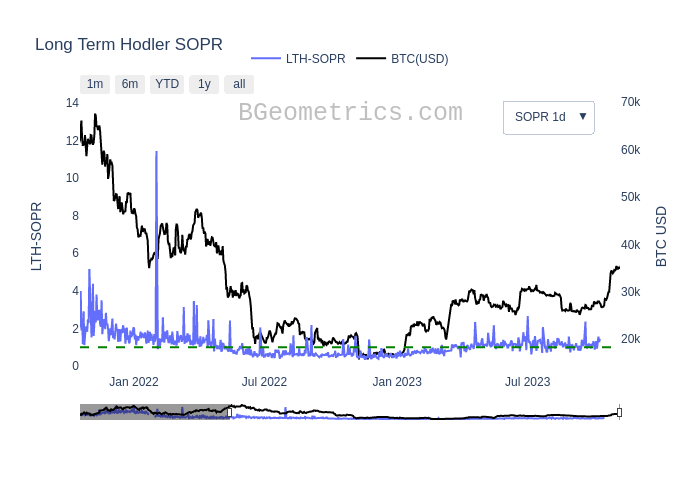 Long Term Hodler SOPR
LTH-SOPR
BTC(USD)
1m
6m
YTD
1y
all
BGeometrics.com
SOPR 1d
14
12
10
8
6
4
2
0
LTH-SOPR
70k
60k
50k
40k
30k
20k
BTC USD
Jan 2022
Jul 2022
Jan 2023
Jul 2023